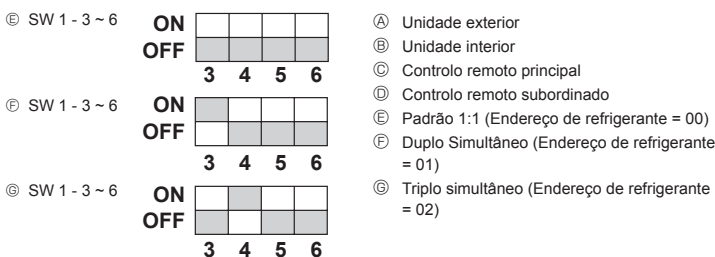 Ⓔ SW 1 - 3 ~ 6
ON
OFF
3 4 5 6
Ⓕ SW 1 - 3 ~ 6
ON
OFF
3 4 5 6
Ⓖ SW 1 - 3 ~ 6
ON
OFF
3 4 5 6
Ⓐ Unidade exterior
Ⓑ Unidade interior
Ⓒ Controlo remoto principal
Ⓓ Controlo remoto subordinado
Ⓔ Padrão 1:1 (Endereço de refrigerante = 00)
Ⓕ Duplo Simultâneo (Endereço de refrigerante
= 01)
Ⓖ Triplo simultâneo (Endereço de refrigerante
= 02)